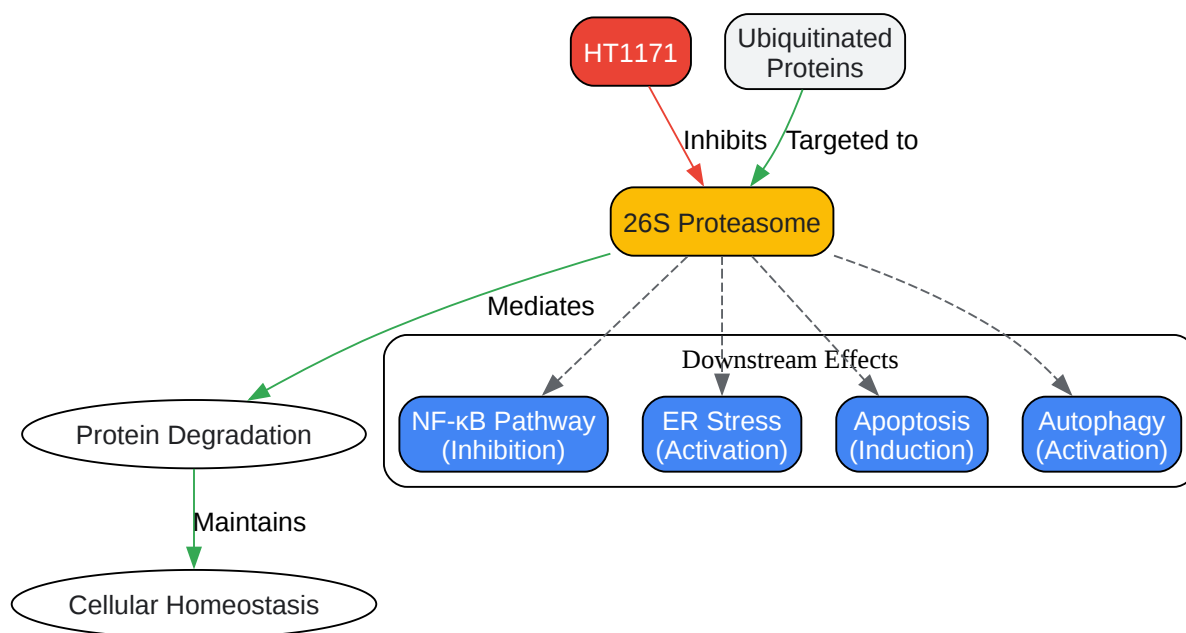 HT1171
Ubiquitinated
Proteins
Inhibits
Targeted to
26S Proteasome
Mediates
Downstream Effects
NF-κB Pathway
(Inhibition)
ER Stress
(Activation)
Apoptosis
(Induction)
Autophagy
(Activation)
Protein Degradation
Maintains
Cellular Homeostasis